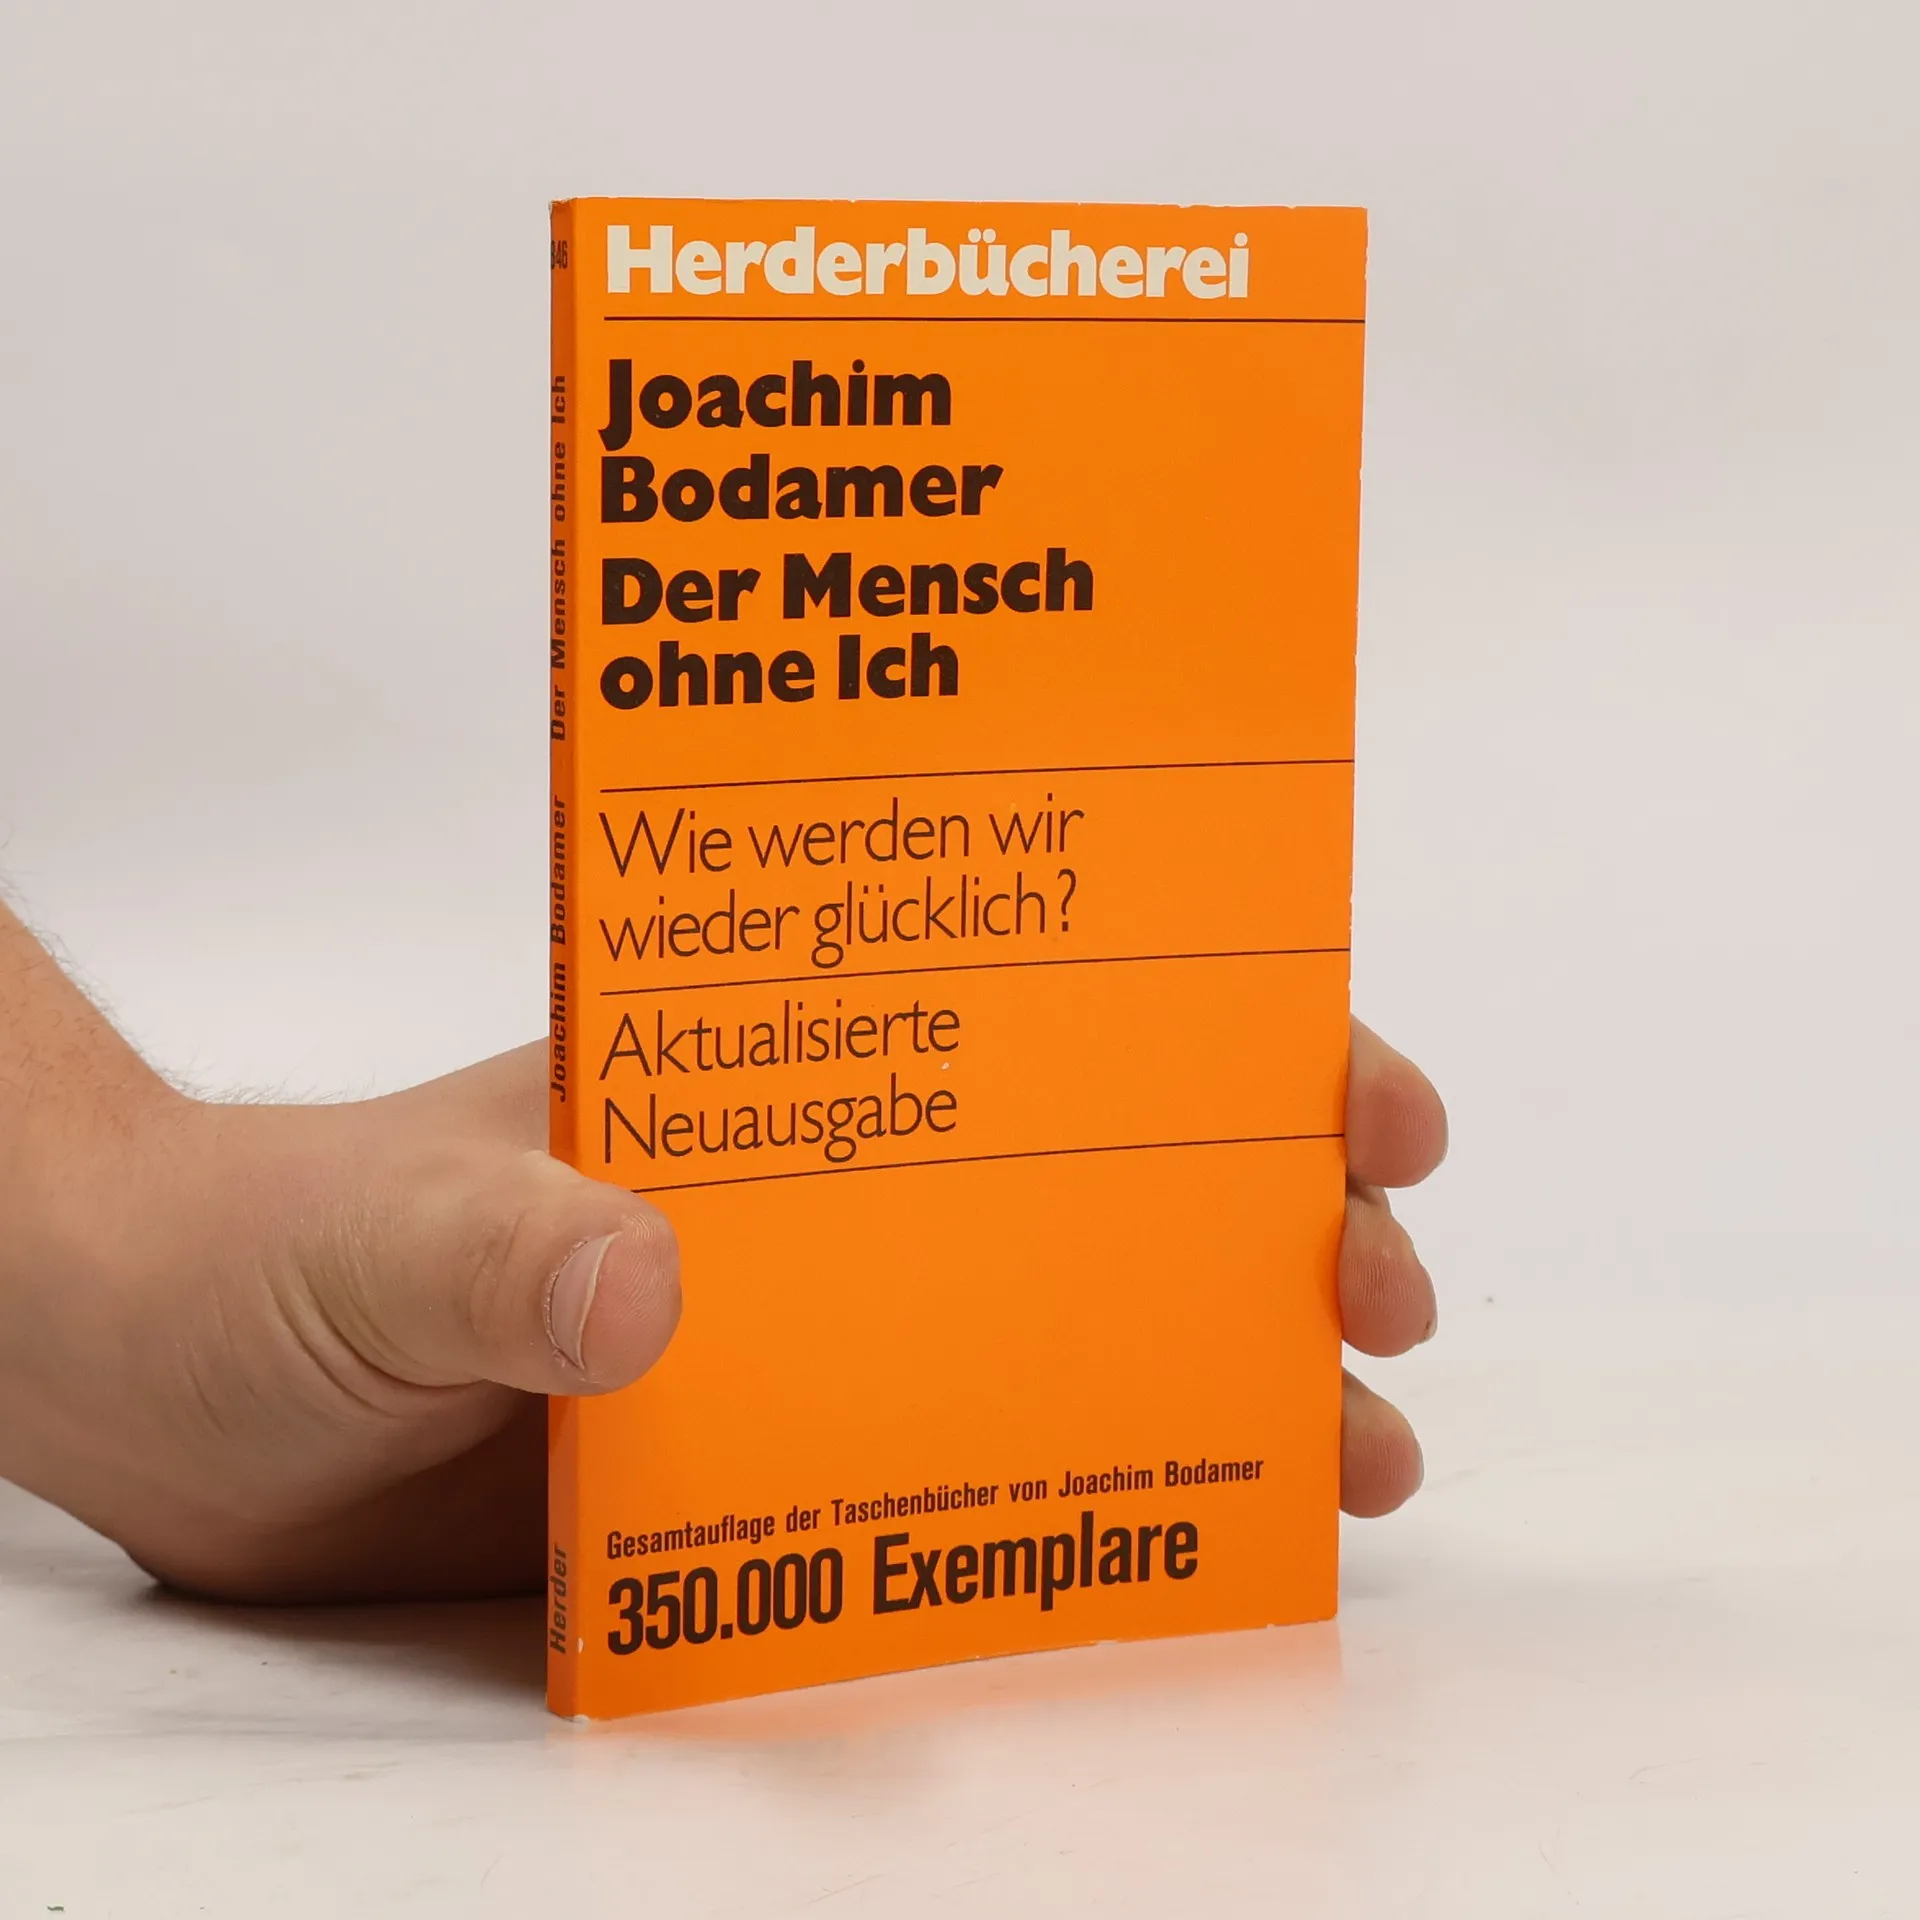 Herderbücherei
Joachim
Bodamer
Der Mensch
ohne Ich
Wie werden wir
wieder glücklich?
Aktualisierte
Neuausgabe
Gesamtauflage der Taschenbücher von Joachim Bodamer
350.000 Exemplare
Joachim Bodamer Der Mensch ohne Ich
Herder